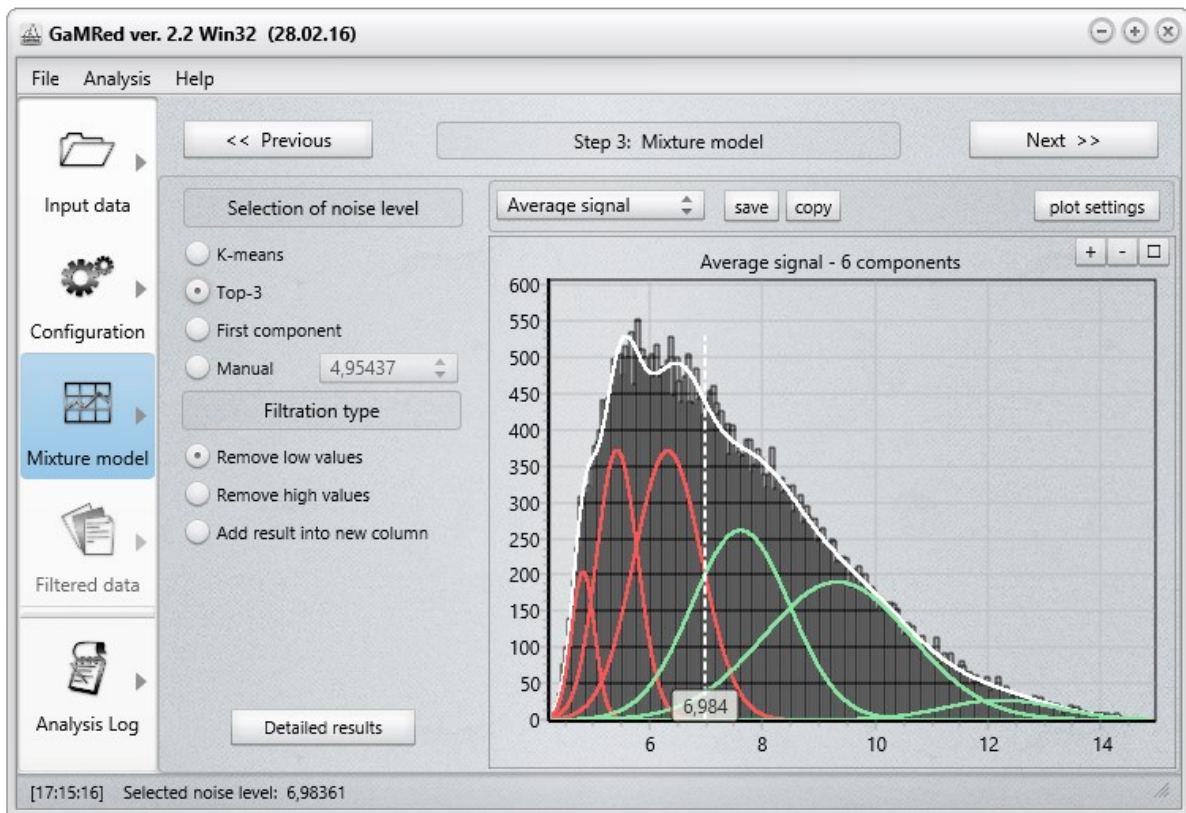 GaMRed ver. 2.2 Win32 (28.02.16)
File Analysis Help
Input data
Configuration
Mixture model
Filtered data
Analysis Log
<< Previous
Step 3: Mixture model
Next >>
Selection of noise level
K-means
Top-3
First component
Manual 4,95437
Filtration type
Remove low values
Remove high values
Add result into new column
Detailed results
Average signal save copy plot settings
+ -
Average signal - 6 components
600
550
500
450
400
350
300
250
200
150
100
50
0
6,984
6 8 10 12 14
[17:15:16] Selected noise level: 6,98361